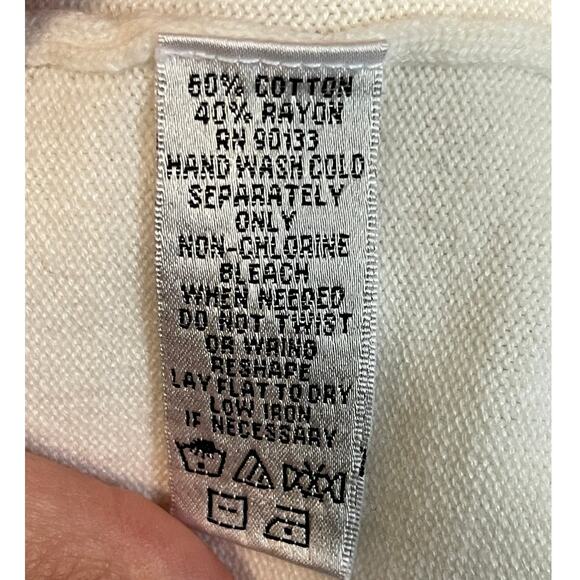 60% COTTON
40% RAYON
RN 90133
HAND WASH COLD
SEPARATELY
ONLY
NON-CHLORINE
BLEACH
WHEN NEEDED
DO NOT TWIST
OR WRING
RESHAPE
LAY FLAT TO DRY
LOW IRON
IF NECESSARY